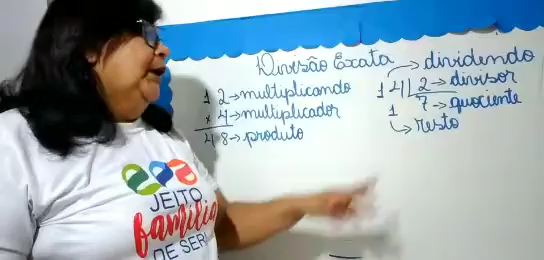 Divisão Exata
1 2 → multiplicando
x 4 → multiplicador
4 8 → produto
→ dividendo
14 2 → divisor
1 7 → quociente
→ resto
JEITO
família
DE SER